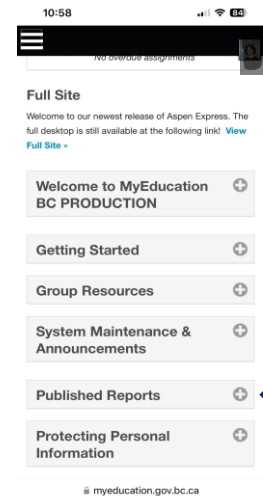 10:58
84
No overdue assignments
Full Site
Welcome to our newest release of Aspen Express. The
full desktop is still available at the following link! View
Full Site »
Welcome to MyEducation
BC PRODUCTION
Getting Started
Group Resources
System Maintenance &
Announcements
Published Reports
Protecting Personal
Information
myeducation.gov.bc.ca